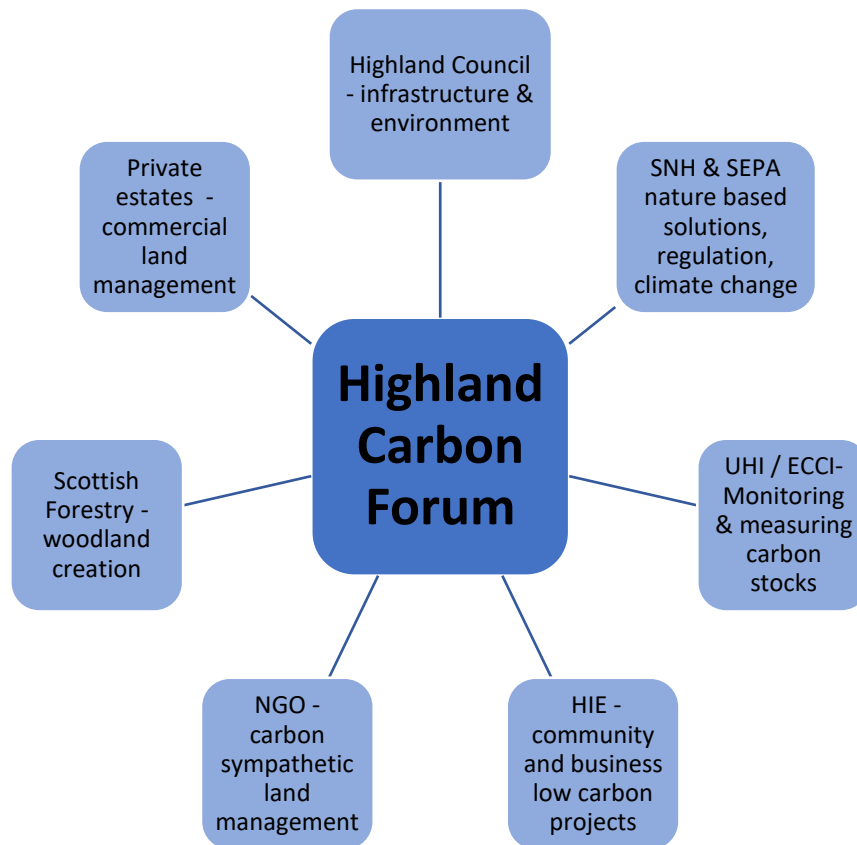 Highland Council
- infrastructure &
environment
Private
estates  -
commercial
land
management
SNH & SEPA
nature based
solutions,
regulation,
climate change
Highland
Carbon
Forum
Scottish
Forestry -
woodland
creation
UHI / ECCI-
Monitoring
& measuring
carbon
stocks
NGO -
carbon
sympathetic
land
management
HIE -
community
and business
low carbon
projects